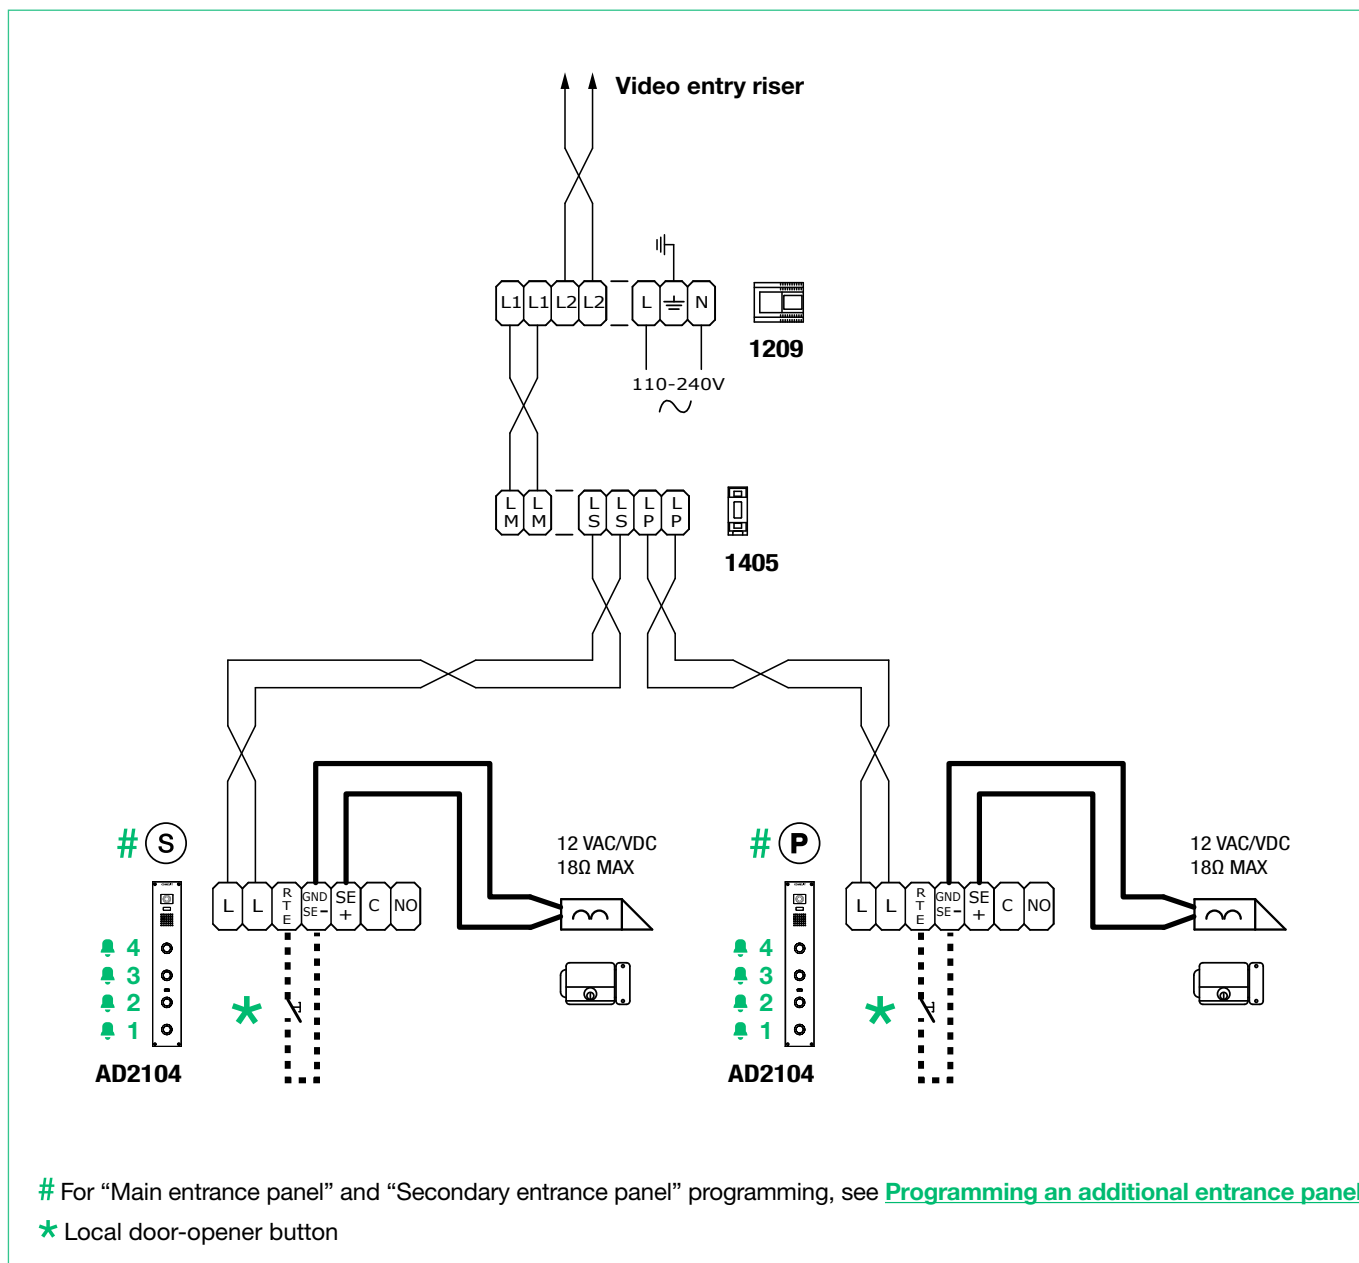 Video entry riser
L1 L1 L2 L2 L N
1209
110-240V
L M L M L S L S L P L P
1405
# S
12 VAC/VDC
18Ω MAX
L L RTE GND SE- SE + C NO
4
3
2
1
*
AD2104
# P
12 VAC/VDC
18Ω MAX
L L RTE GND SE- SE + C NO
4
3
2
1
*
AD2104
# For “Main entrance panel” and “Secondary entrance panel” programming, see Programming an additional entrance panel
* Local door-opener button